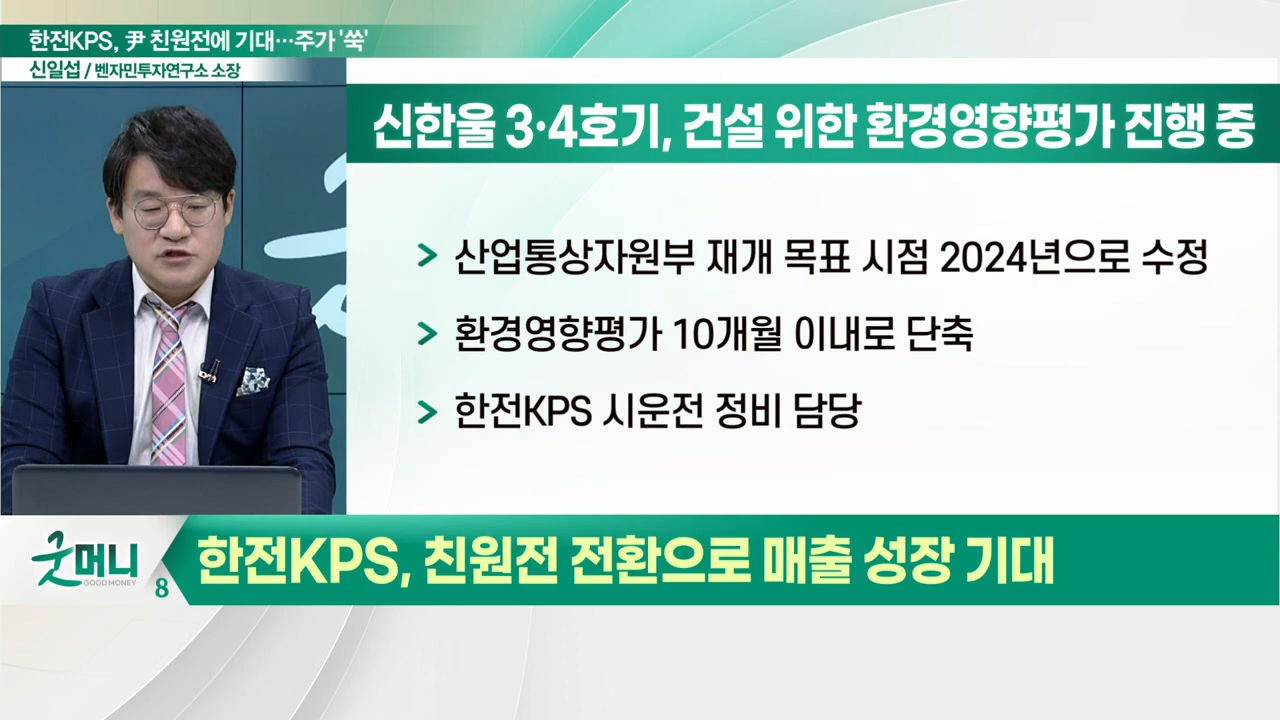 한전KPS, 尹 친원전에 기대…주가 '쑥'
신일섭 / 벤자민투자연구소 소장
신한울 3·4호기, 건설 위한 환경영향평가 진행 중
> 산업통상자원부 재개 목표 시점 2024년으로 수정
> 환경영향평가 10개월 이내로 단축
> 한전KPS 시운전 정비 담당
굿머니
GOOD MONEY
8
한전KPS, 친원전 전환으로 매출 성장 기대